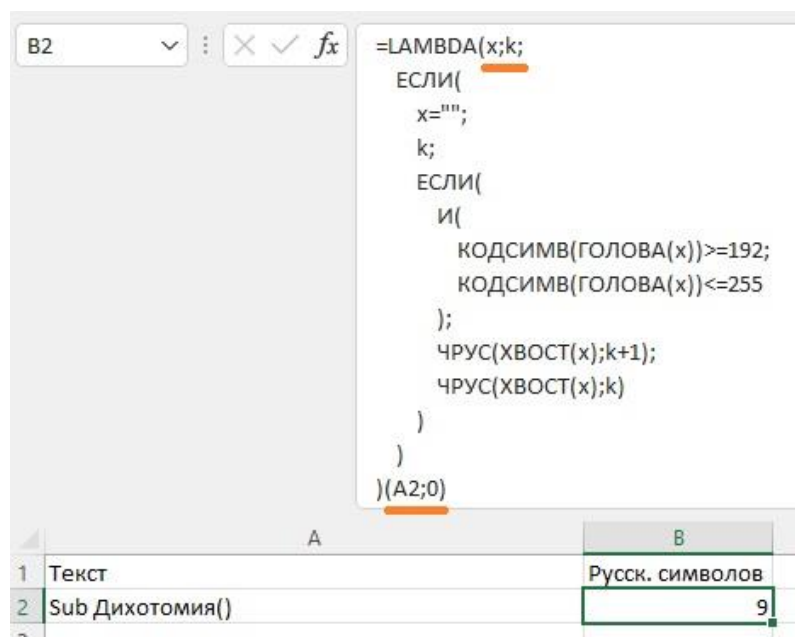 B2
fx
=LAMBDA(x;k;
ЕСЛИ(
x="";
k;
ЕСЛИ(
И(
КОДСИМВ(ГОЛОВА(x))>=192;
КОДСИМВ(ГОЛОВА(x))<=255
);
ЧРУС(ХВОСТ(x);k+1);
ЧРУС(ХВОСТ(x);k)
)
)
)(A2;0)
A B
1 Текст Русск. символов
2 Sub Дихотомия() 9